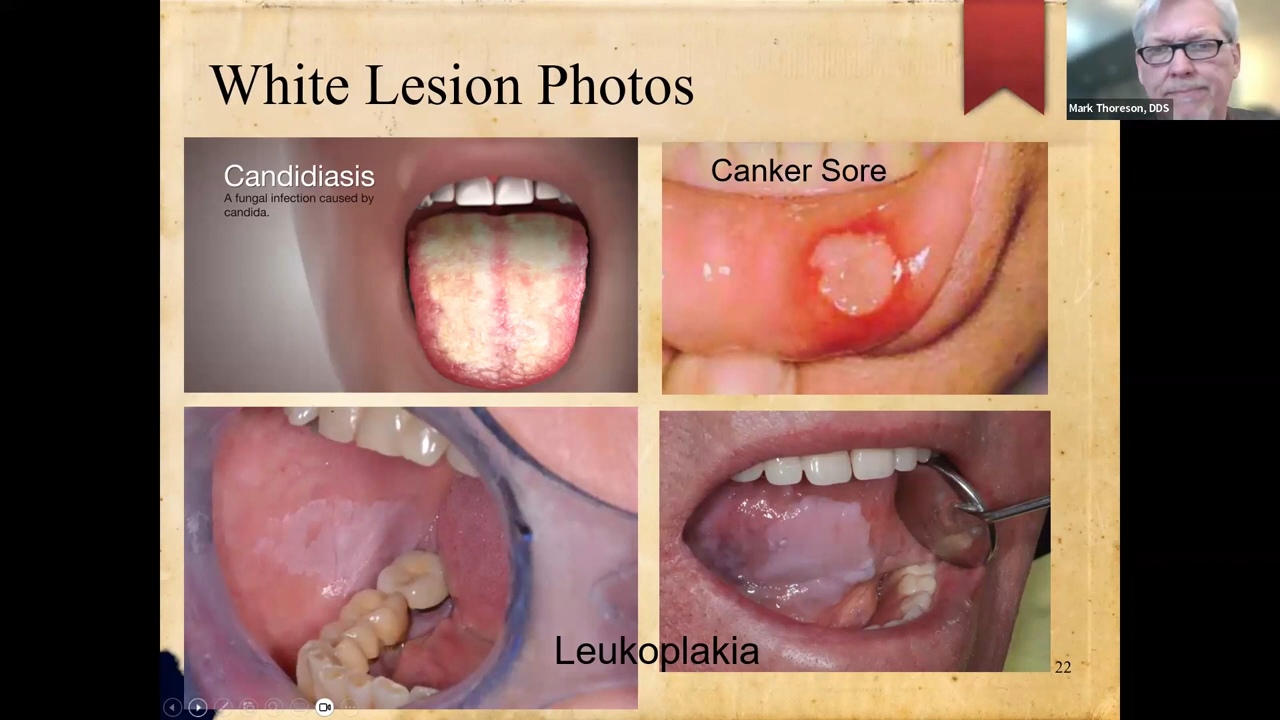 White Lesion Photos
Mark Thoreson, DDS
Candidiasis
A fungal infection caused by
candida.
Canker Sore
Leukoplakia
22